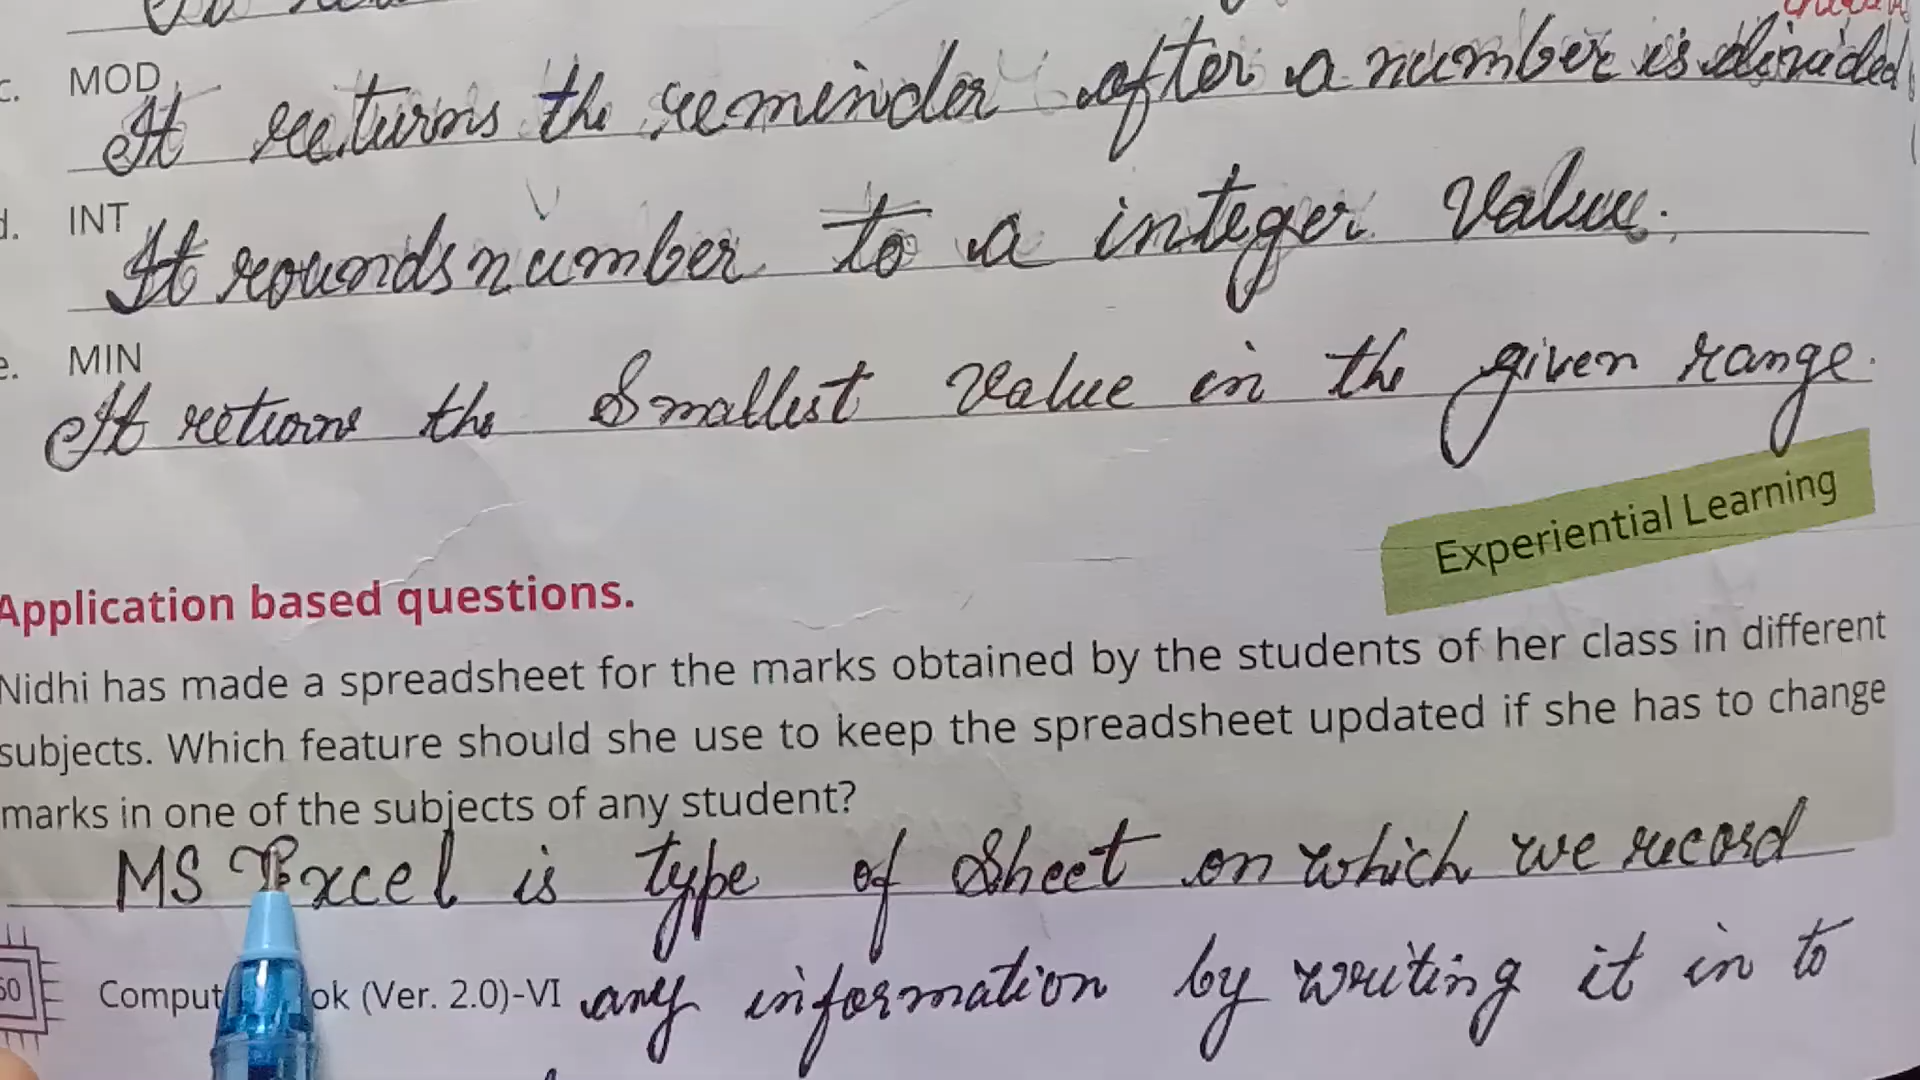 c. MOD
It returns the reminder after a number is divided
d. INT
It rounds number to a integer value.
e. MIN
It returns the Smallest value in the given range.
Experiential Learning
Application based questions.
Nidhi has made a spreadsheet for the marks obtained by the students of her class in different
subjects. Which feature should she use to keep the spreadsheet updated if she has to change
marks in one of the subjects of any student?
MS Excel is type of Sheet on which we record
60 Comput ok (Ver. 2.0)-VI any information by writing it in to